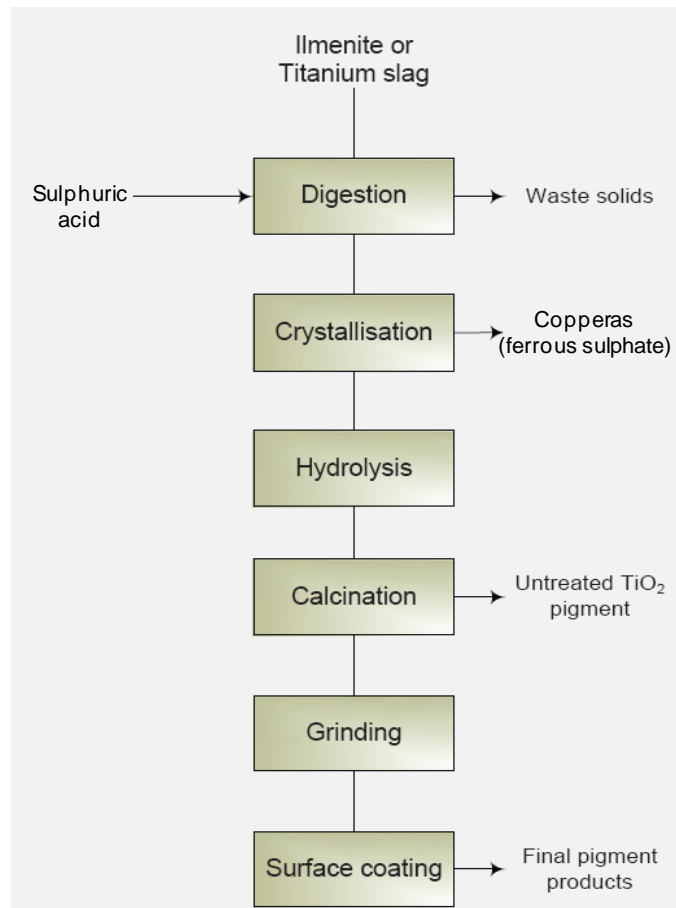 Ilmenite or
Titanium slag
Sulphuric
acid
Digestion
Waste solids
Crystallisation
Copperas
(ferrous sulphate)
Hydrolysis
Calcination
Untreated TiO₂
pigment
Grinding
Surface coating
Final pigment
products